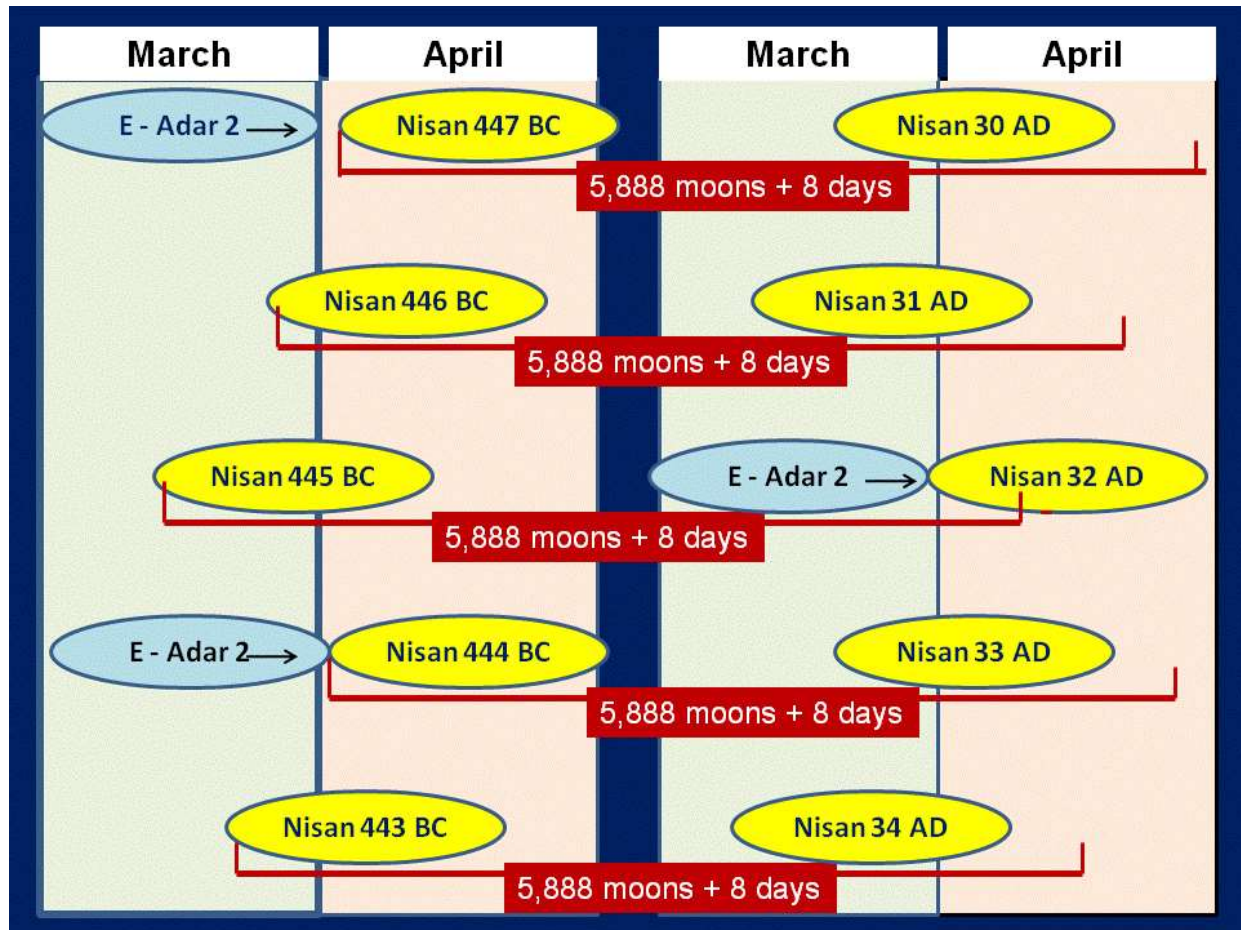 March April March April
E - Adar 2 → Nisan 447 BC Nisan 30 AD
5,888 moons + 8 days
Nisan 446 BC Nisan 31 AD
5,888 moons + 8 days
Nisan 445 BC E - Adar 2 → Nisan 32 AD
5,888 moons + 8 days
E - Adar 2 → Nisan 444 BC Nisan 33 AD
5,888 moons + 8 days
Nisan 443 BC Nisan 34 AD
5,888 moons + 8 days